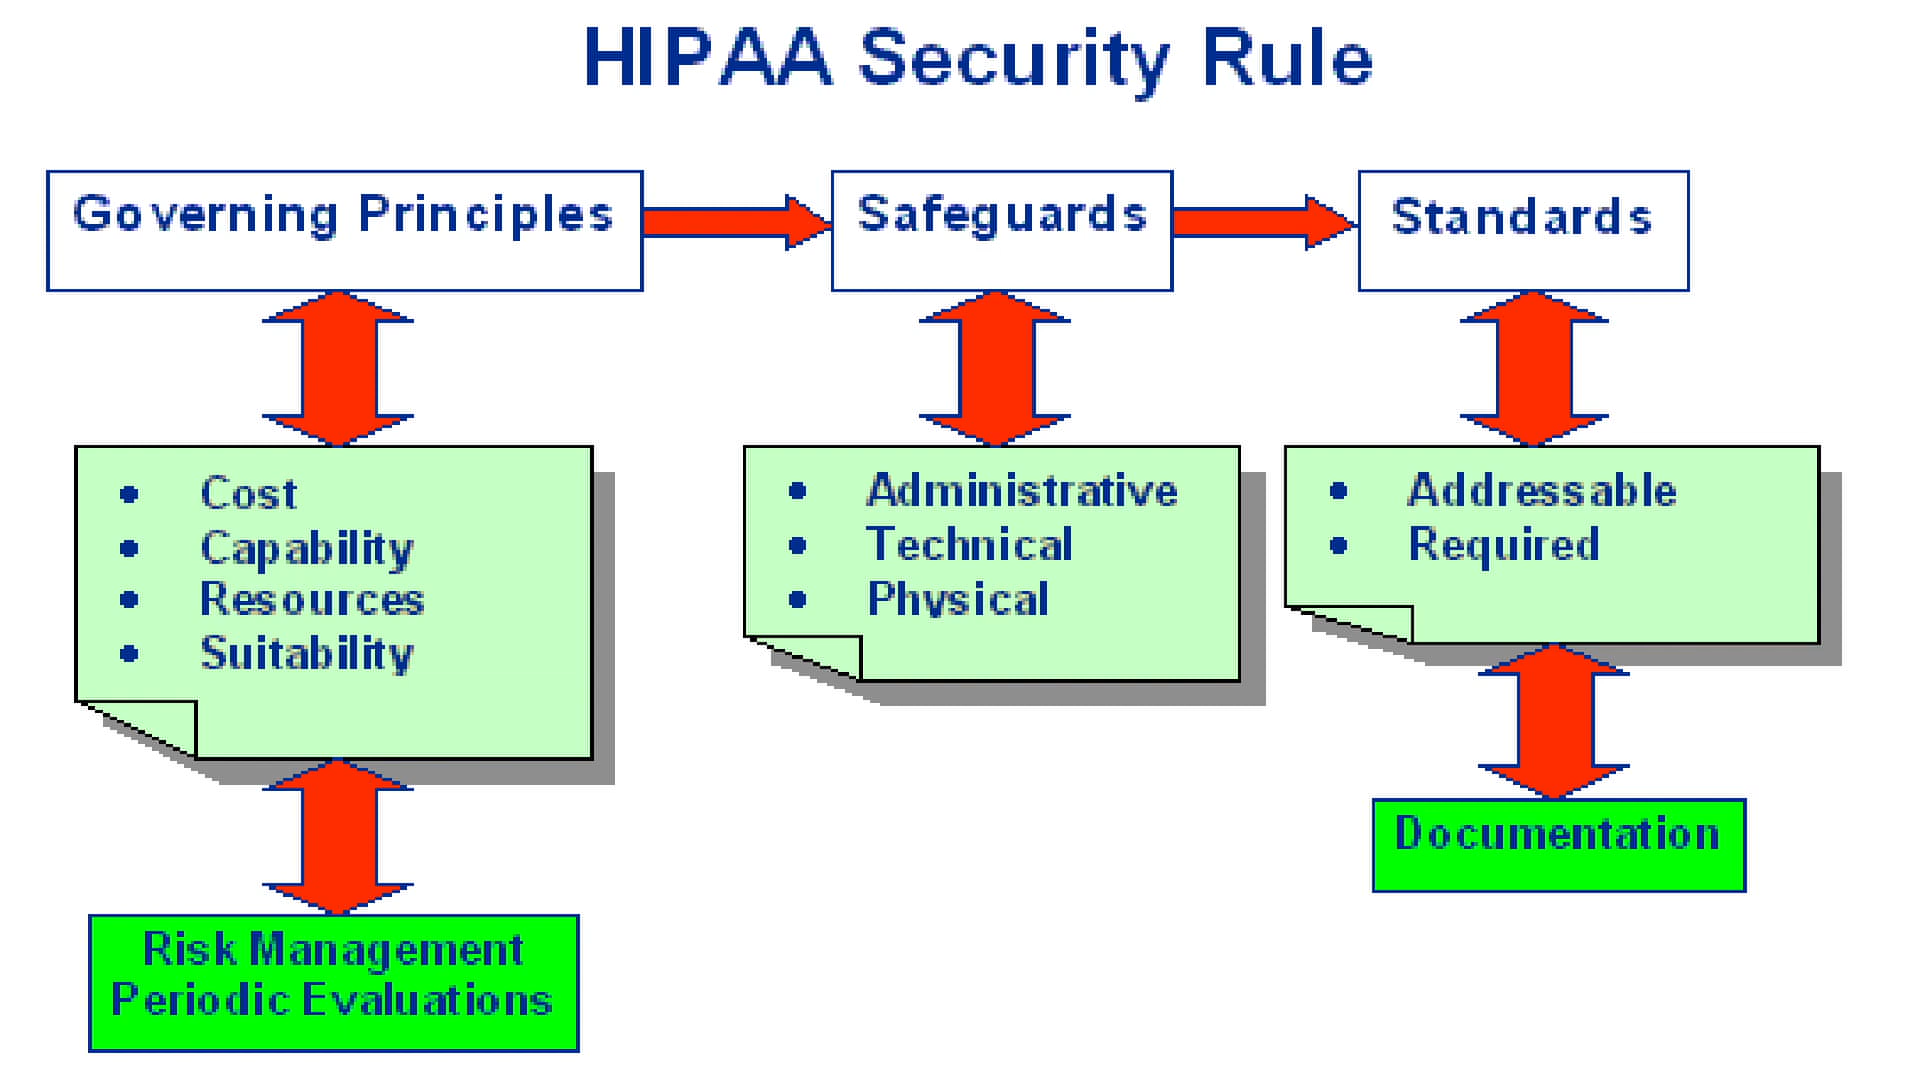 HIPAA Security Rule
Governing Principles
Safeguards
Standards
• Cost
• Capability
• Resources
• Suitability
• Administrative
• Technical
• Physical
• Addressable
• Required
Documentation
Risk Management
Periodic Evaluations